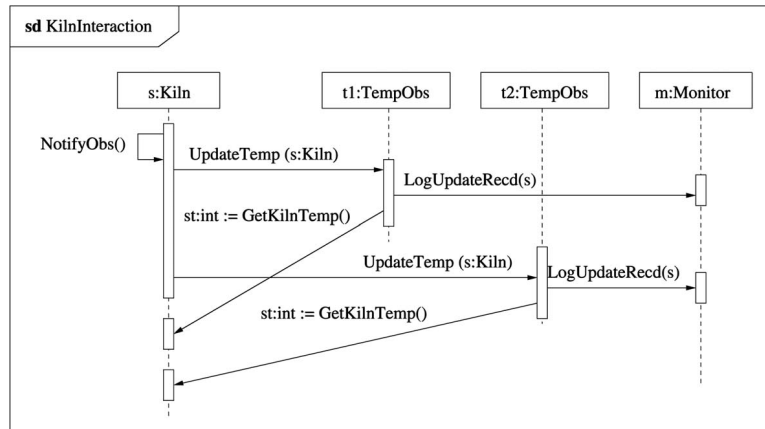 sd KilnInteraction
s:Kiln
t1:TempObs
t2:TempObs
m:Monitor
NotifyObs()
UpdateTemp (s:Kiln)
LogUpdateRecd(s)
st:int := GetKilnTemp()
UpdateTemp (s:Kiln)
LogUpdateRecd(s)
st:int := GetKilnTemp()